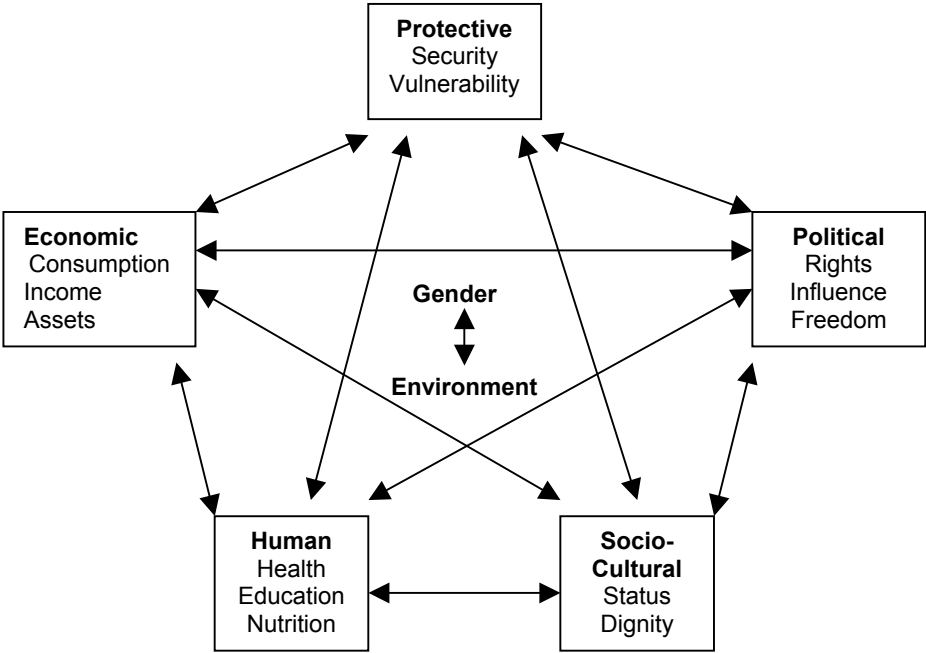 Protective
Security
Vulnerability
Economic
Consumption
Income
Assets
Political
Rights
Influence
Freedom
Gender
Environment
Human
Health
Education
Nutrition
Socio-
Cultural
Status
Dignity